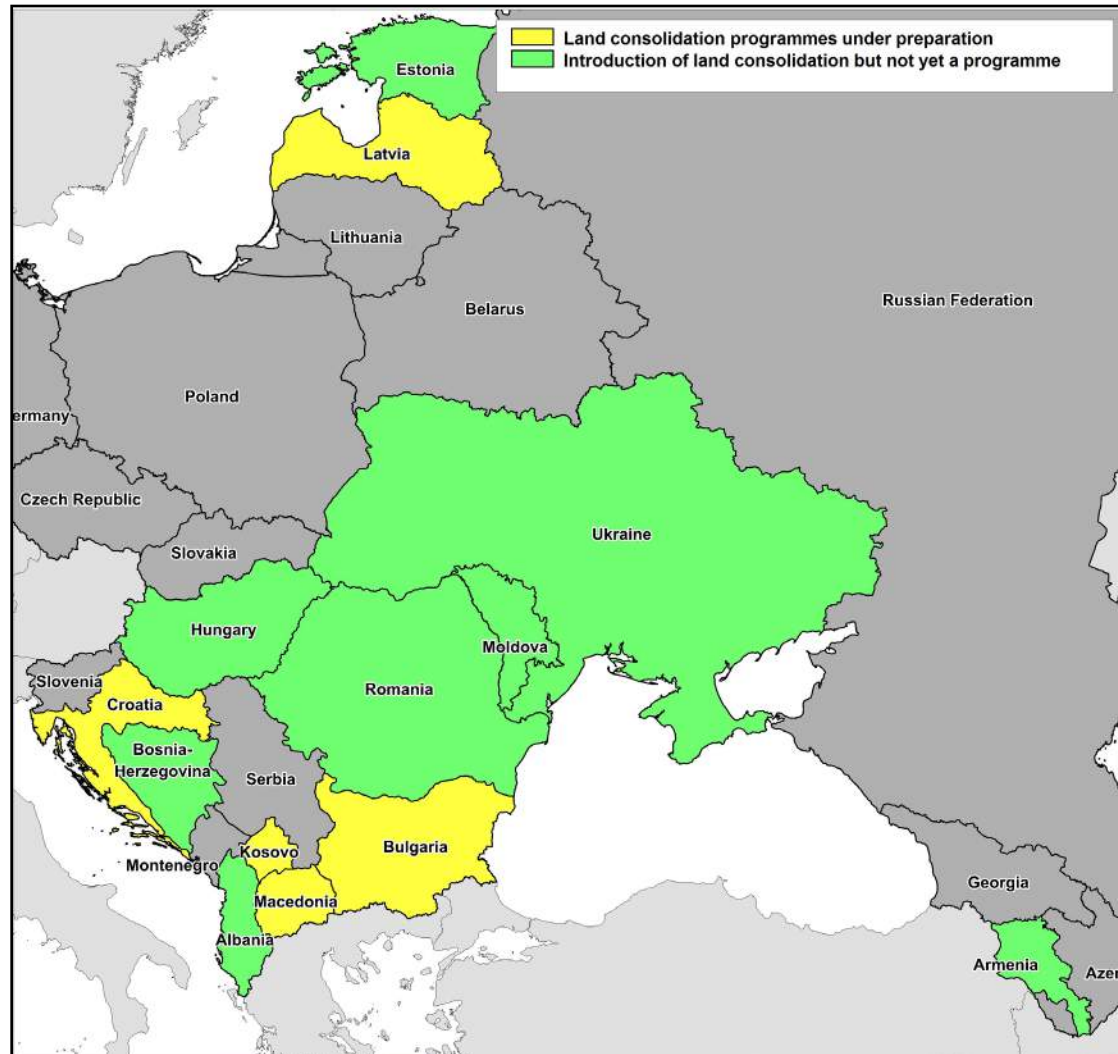 Land consolidation programmes under preparation
Introduction of land consolidation but not yet a programme
Estonia
Latvia
Lithuania
Belarus
Russian Federation
Poland
ermany
Czech Republic
Slovakia
Ukraine
Hungary
Moldova
Slovenia
Romania
Croatia
Bosnia-
Herzegovina
Serbia
Bulgaria
Kosovo
Montenegro
Macedonia
Georgia
Albania
Armenia
Azer